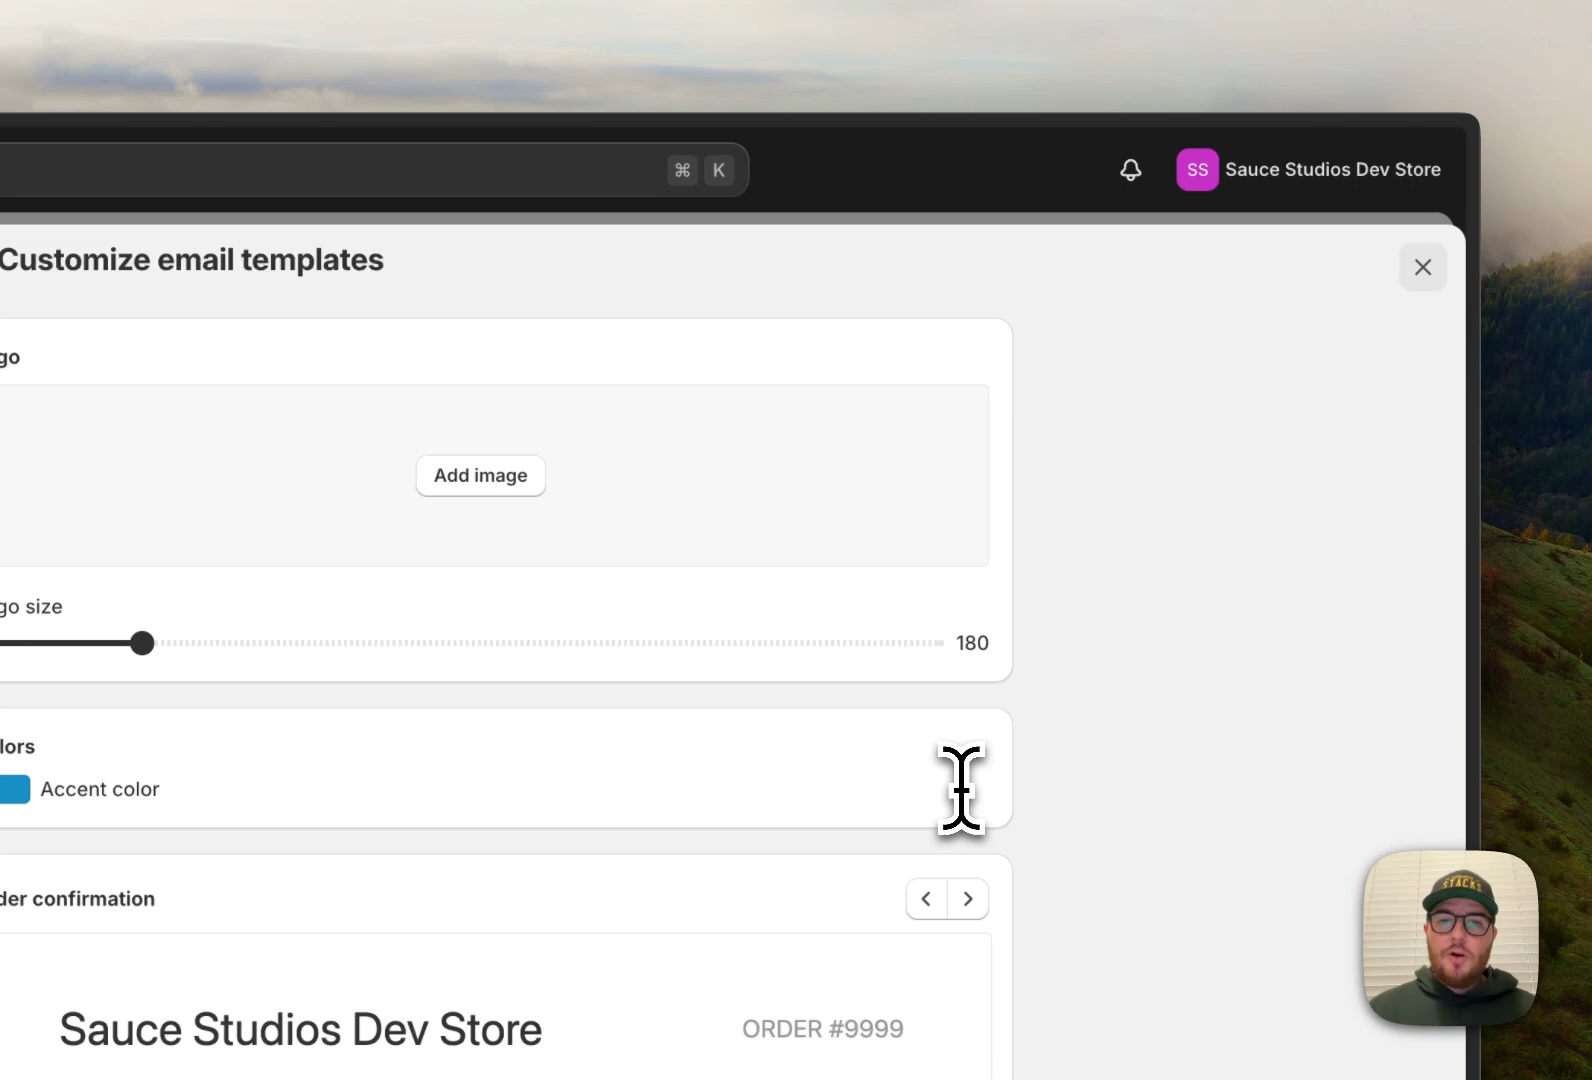 ⌘ K
SS Sauce Studios Dev Store
Customize email templates
go
Add image
go size
180
lors
Accent color
der confirmation
Sauce Studios Dev Store
ORDER #9999
STACKS